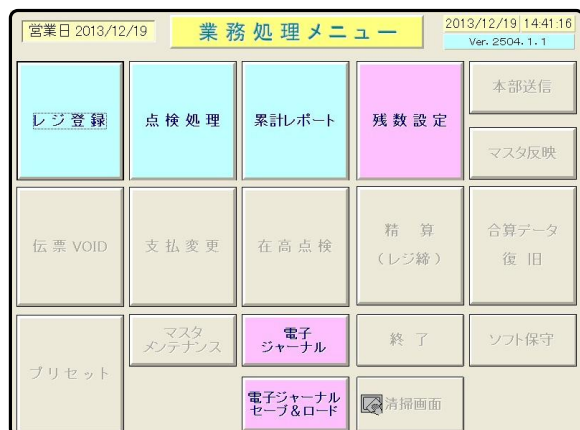 営業日 2013/12/19
業務処理メニュー
2013/12/19 14:41:16
Ver. 2504.1.1
レジ登録
点検処理
累計レポート
残数設定
本部送信
マスタ反映
伝票 VOID
支払変更
在高点検
精 算
(レジ締)
合算データ
復 旧
プリセット
マスタ
メンテナンス
電子
ジャーナル
終 了
ソフト保守
電子ジャーナル
セーブ&ロード
清掃画面